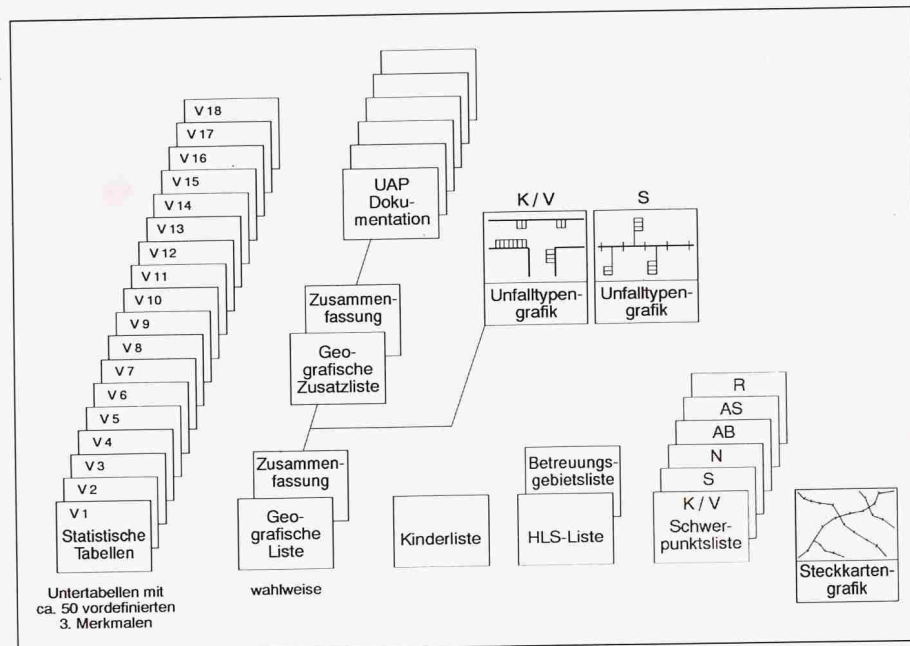 V 18
V 17
V 16
V 15
V 14
V 13
V 12
V 11
V 10
V 9
V 8
V 7
V 6
V 5
V 4
V 3
V 2
V 1
Statistische
Tabellen
Untertabellen mit
ca. 50 vordefinierten
3. Merkmalen
UAP
Doku-
mentation
Zusammen-
fassung
Geo-
grafische
Zusatzliste
Zusammen-
fassung
Geo-
grafische
Liste
wahlweise
K / V
Unfalltypen-
grafik
S
Unfalltypen-
grafik
Kinderliste
Betreuungs-
gebietsliste
HLS-Liste
R
AS
AB
N
S
K / V
Schwer-
punktsliste
Steckkarten-
grafik